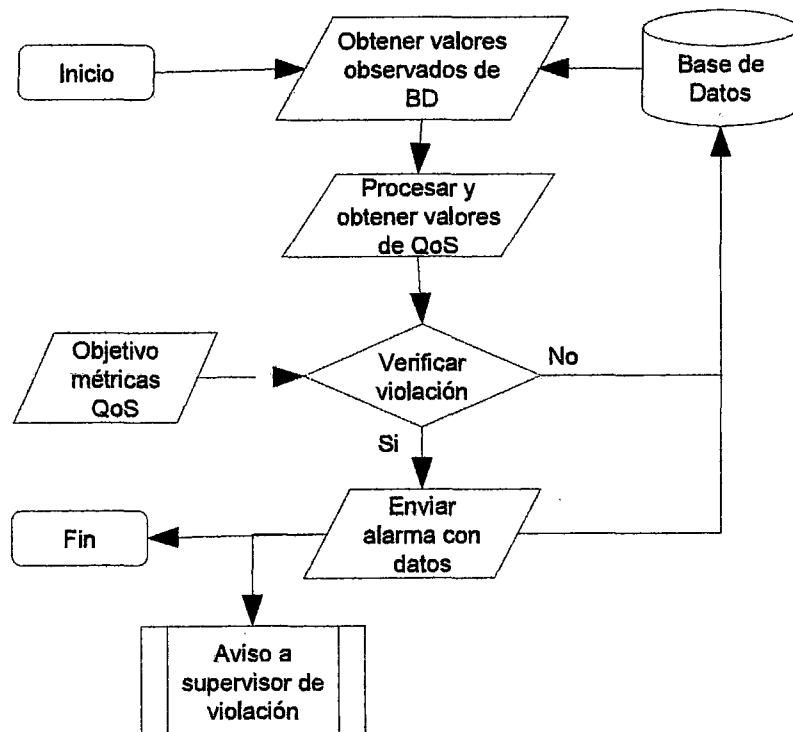 Inicio
Obtener valores
observados de
BD
Base de
Datos
Procesar y
obtener valores
de QoS
Objetivo
métricas
QoS
Verificar
violación
No
Si
Enviar
alarma con
datos
Fin
Aviso a
supervisor de
violación